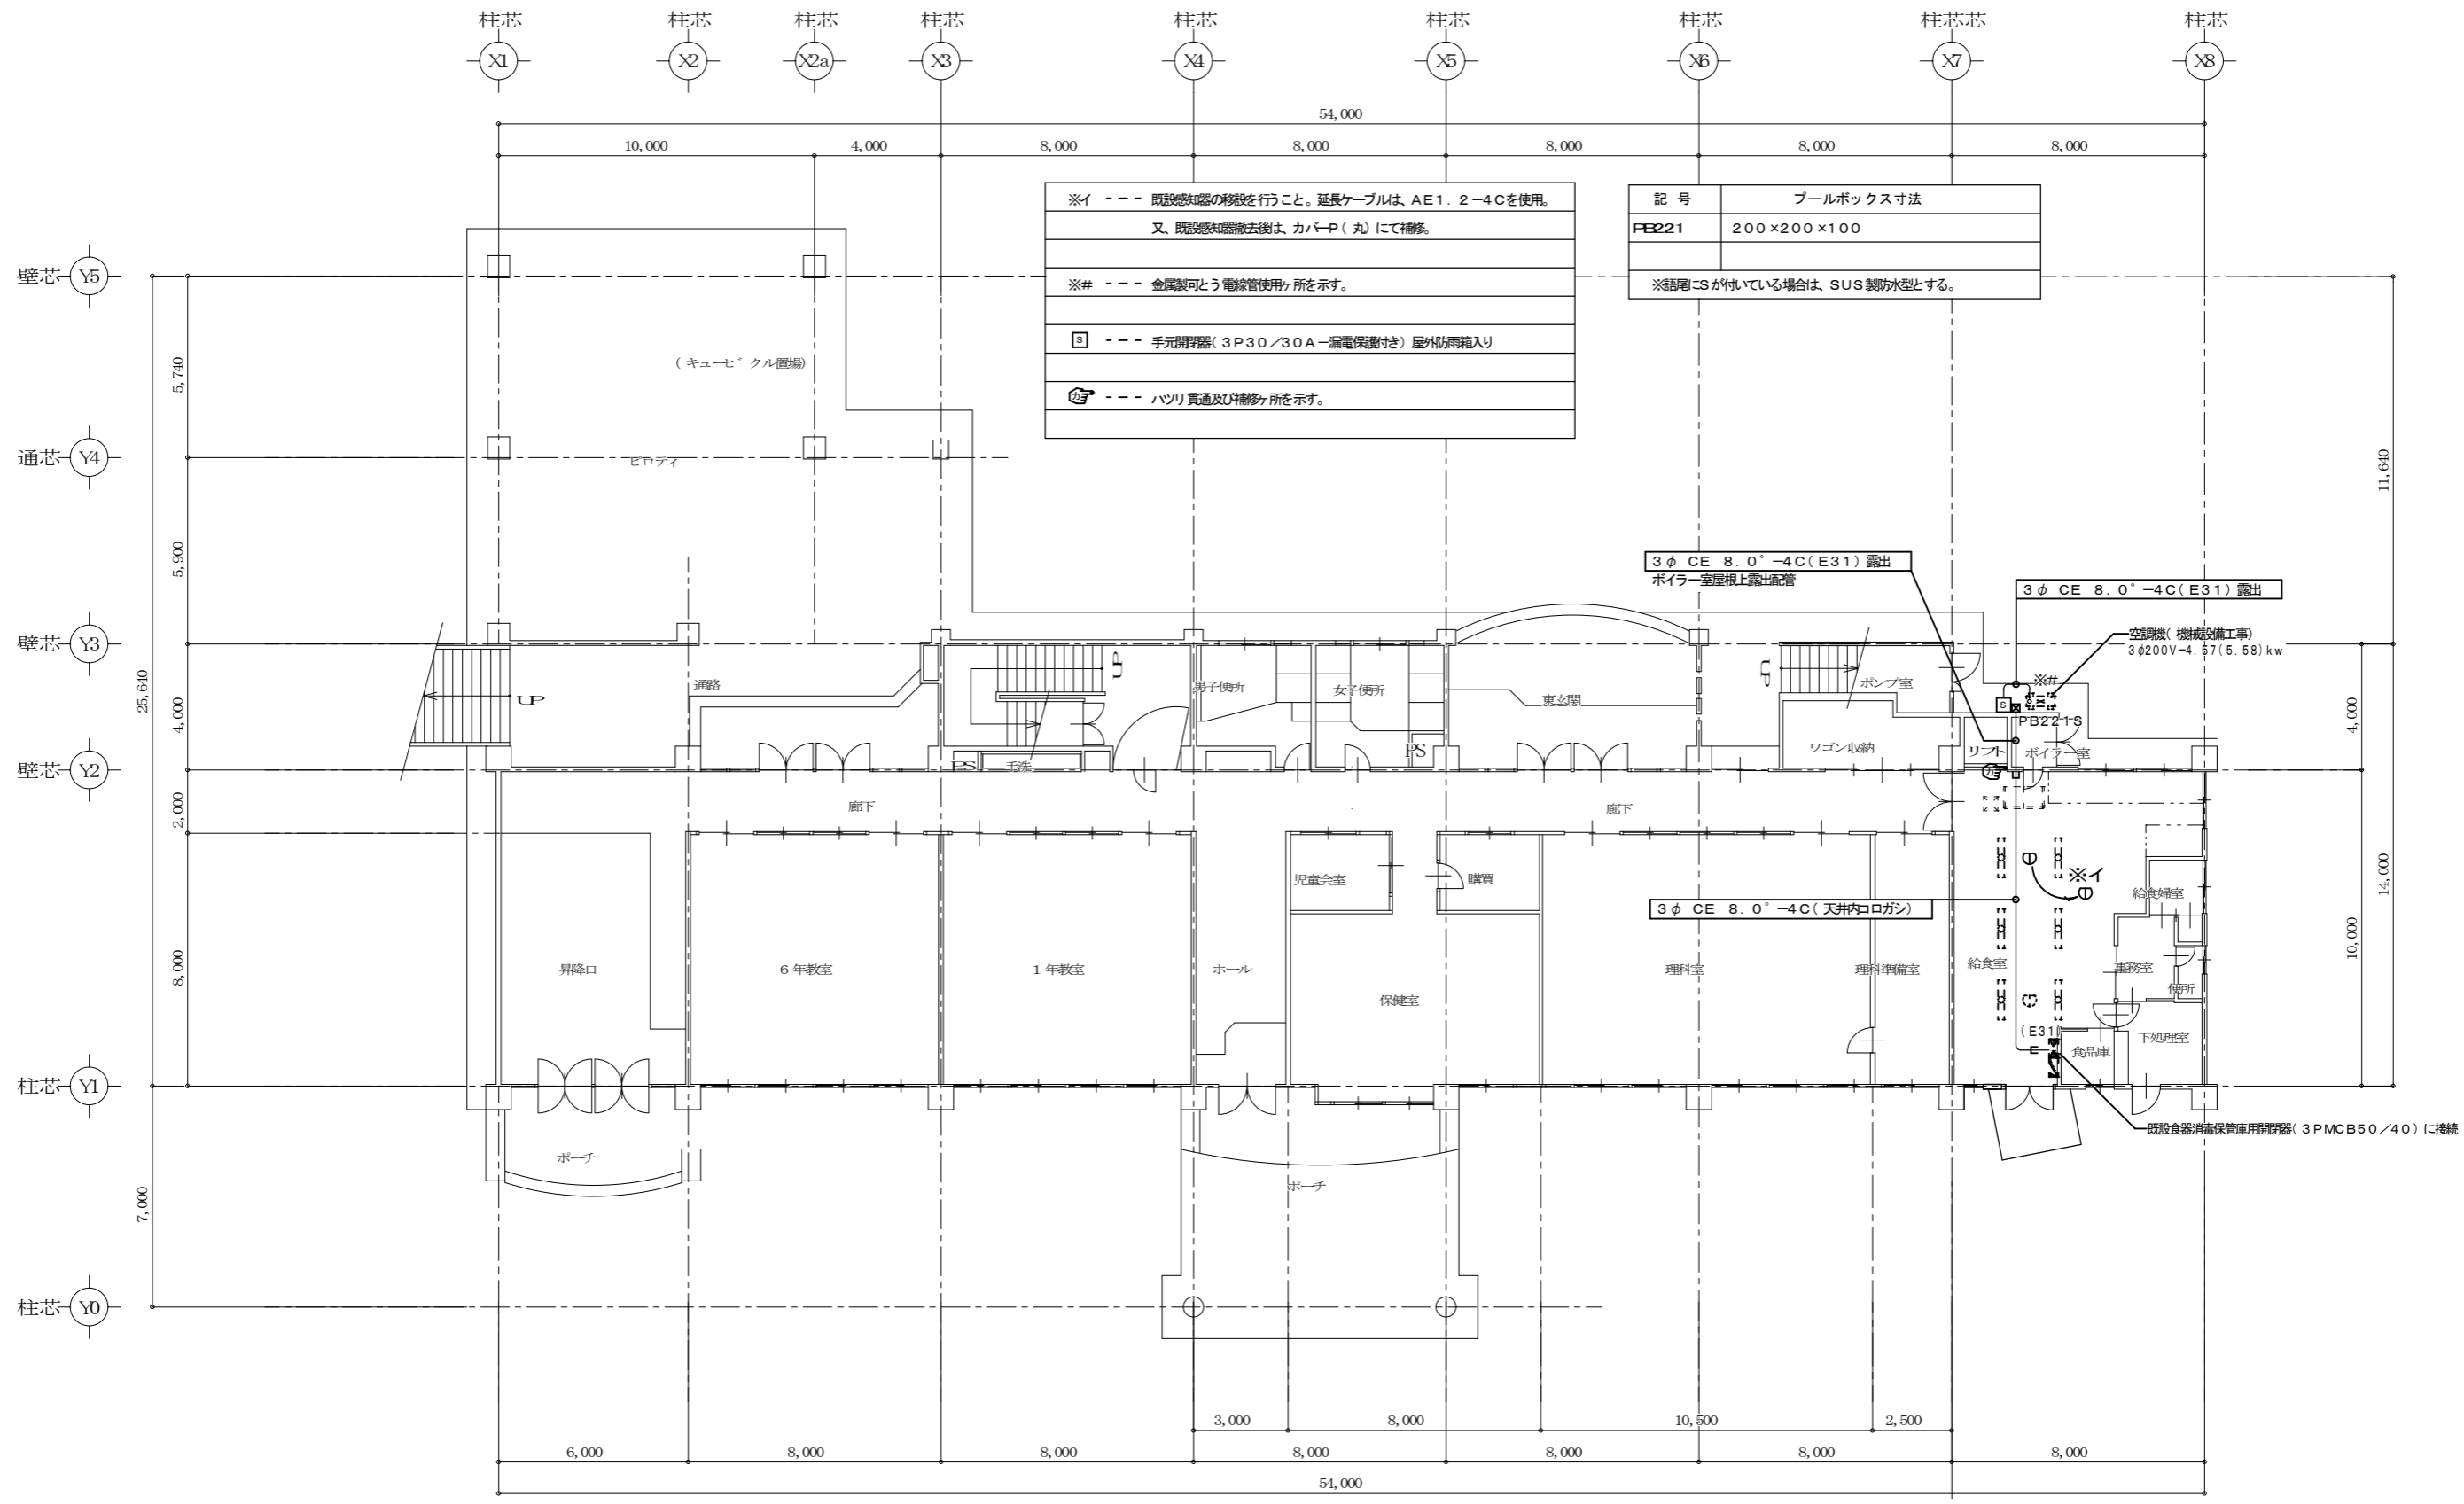 柱芯 柱芯 柱芯 柱芯 柱芯 柱芯 柱芯 柱芯芯 柱芯
X1 X2 X2a X3 X4 X5 X6 X7 X8
54,000
10,000 4,000 8,000 8,000 8,000 8,000 8,000
※イ --- 既設感知器の移設を行うこと。延長ケーブルは、AE1.2-4Cを使用。
又、既設感知器撤去後は、カバーP(丸)にて補修。
※# --- 金属製可とう電線管使用ヶ所を示す。
S --- 手元開閉器(3P30/30A-漏電保護付き)屋外防雨箱入り
カ --- ハツリ貫通及び補修ヶ所を示す。
記号 プールボックス寸法
PB221 200×200×100
※語尾にSが付いている場合は、SUS製防水型とする。
壁芯 Y5
5,740
(キュービクル置場)
11,640
通芯 Y4
ピロティ
5,900
3φ CE 8.0°-4C(E31)露出
ボイラー室屋根上露出配管
3φ CE 8.0°-4C(E31)露出
空調機(機械設備工事)
3φ200V-4.57(5.58)kw
壁芯 Y3
25,640
4,000
UP
通路
UP
男子便所
女子便所
東玄関
UP
ポンプ室
※#
S
PB221S
4,000
PS
手洗
PS
ワゴン収納
リフト
ボイラー室
壁芯 Y2
カ
2,000
廊下
廊下
14,000
児童会室
購買
※イ
給食婦室
3φ CE 8.0°-4C(天井内コロガシ)
8,000
昇降口
6年教室
1年教室
ホール
保健室
理科室
理科準備室
給食室
事務室
便所
10,000
(E31)
食品庫
下処理室
柱芯 Y1
既設食器消毒保管庫用開閉器(3PMCB50/40)に接続
ポーチ
ポーチ
7,000
柱芯 Y0
3,000 8,000 10,500 2,500
6,000 8,000 8,000 8,000 8,000 8,000 8,000
54,000